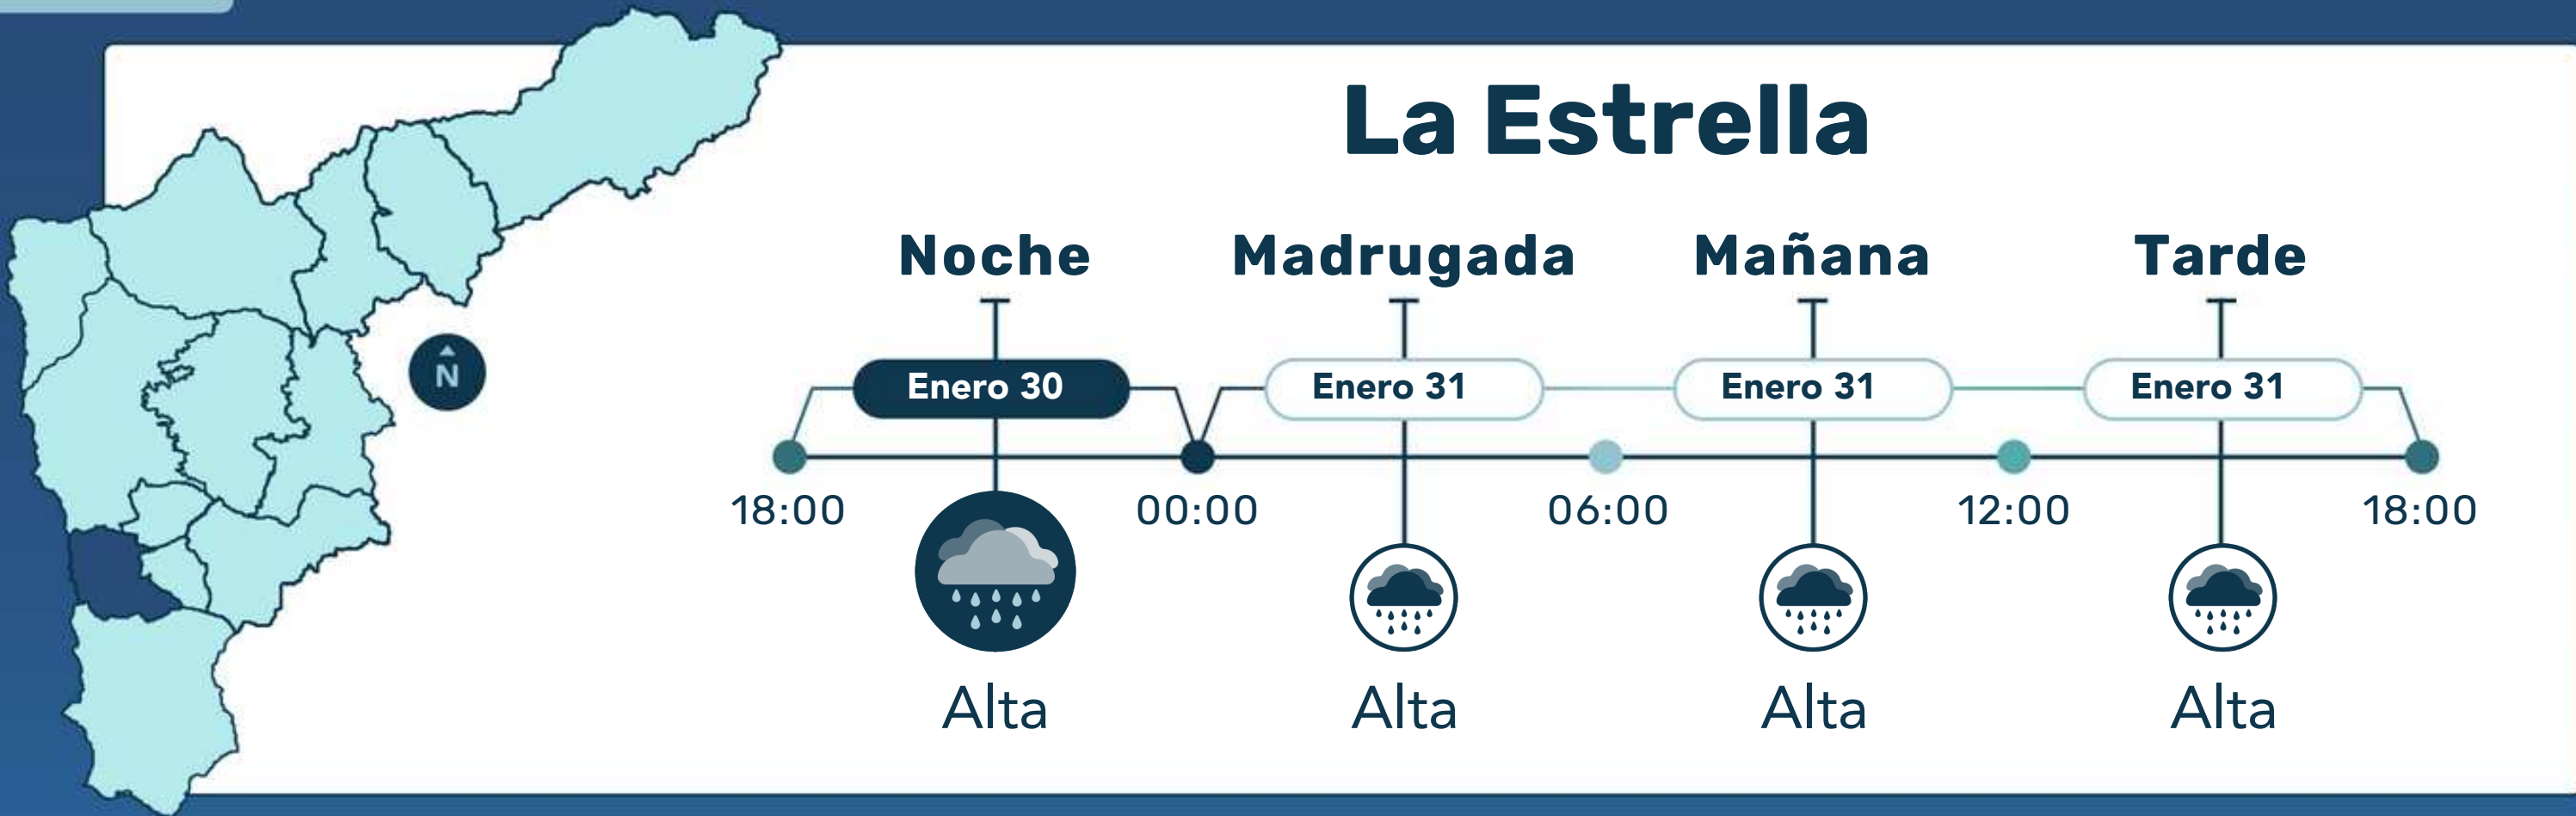 La Estrella
Noche Madrugada Mañana Tarde
N
Enero 30 Enero 31 Enero 31 Enero 31
18:00 00:00 06:00 12:00 18:00
Alta Alta Alta Alta